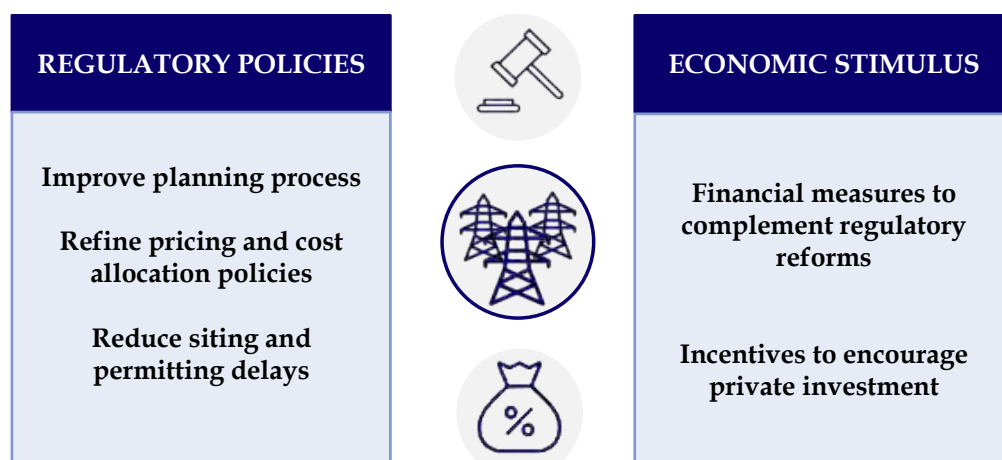 REGULATORY POLICIES
Improve planning process
Refine pricing and cost
allocation policies
Reduce siting and
permitting delays
%
ECONOMIC STIMULUS
Financial measures to
complement regulatory
reforms
Incentives to encourage
private investment